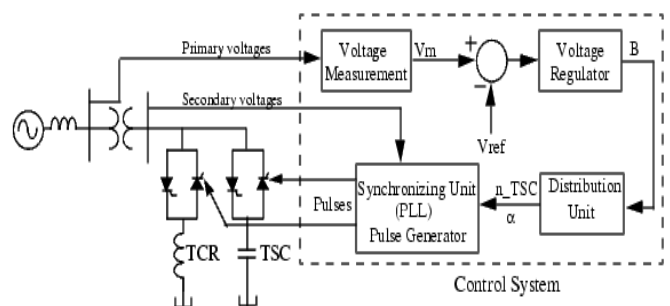 Primary voltages
Voltage
Measurement
Vm
+
−
Voltage
Regulator
B
Secondary voltages
Vref
Pulses
Synchronizing Unit
(PLL)
Pulse Generator
n_TSC
α
Distribution
Unit
TCR
TSC
Control System